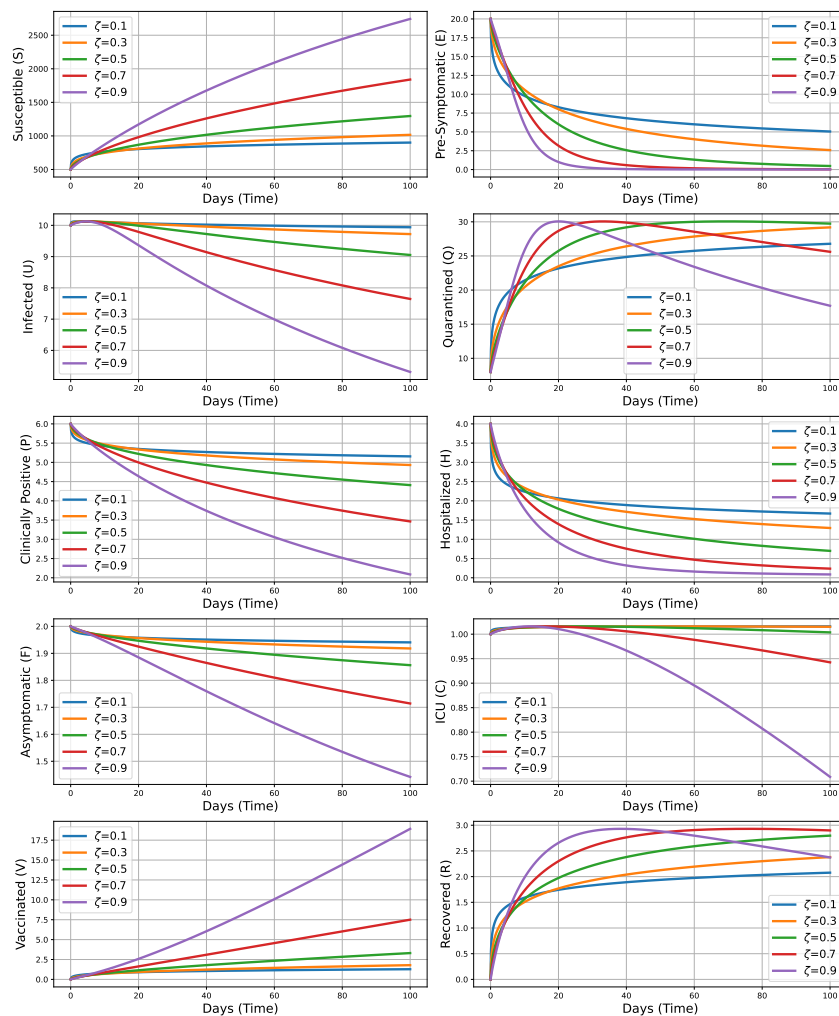 Susceptible (S)
2500
2000
1500
1000
500
0 20 40 60 80 100
Days (Time)
ζ=0.1
ζ=0.3
ζ=0.5
ζ=0.7
ζ=0.9
Pre-Symptomatic (E)
20.0
17.5
15.0
12.5
10.0
7.5
5.0
2.5
0.0
0 20 40 60 80 100
Days (Time)
ζ=0.1
ζ=0.3
ζ=0.5
ζ=0.7
ζ=0.9
Infected (U)
10
9
8
7
6
0 20 40 60 80 100
Days (Time)
ζ=0.1
ζ=0.3
ζ=0.5
ζ=0.7
ζ=0.9
Quarantined (Q)
30
25
20
15
10
0 20 40 60 80 100
Days (Time)
ζ=0.1
ζ=0.3
ζ=0.5
ζ=0.7
ζ=0.9
Clinically Positive (P)
6.0
5.5
5.0
4.5
4.0
3.5
3.0
2.5
2.0
0 20 40 60 80 100
Days (Time)
ζ=0.1
ζ=0.3
ζ=0.5
ζ=0.7
ζ=0.9
Hospitalized (H)
4.0
3.5
3.0
2.5
2.0
1.5
1.0
0.5
0.0
0 20 40 60 80 100
Days (Time)
ζ=0.1
ζ=0.3
ζ=0.5
ζ=0.7
ζ=0.9
Asymptomatic (F)
2.0
1.9
1.8
1.7
1.6
1.5
0 20 40 60 80 100
Days (Time)
ζ=0.1
ζ=0.3
ζ=0.5
ζ=0.7
ζ=0.9
ICU (C)
1.00
0.95
0.90
0.85
0.80
0.75
0.70
0 20 40 60 80 100
Days (Time)
ζ=0.1
ζ=0.3
ζ=0.5
ζ=0.7
ζ=0.9
Vaccinated (V)
17.5
15.0
12.5
10.0
7.5
5.0
2.5
0.0
0 20 40 60 80 100
Days (Time)
ζ=0.1
ζ=0.3
ζ=0.5
ζ=0.7
ζ=0.9
Recovered (R)
3.0
2.5
2.0
1.5
1.0
0.5
0.0
0 20 40 60 80 100
Days (Time)
ζ=0.1
ζ=0.3
ζ=0.5
ζ=0.7
ζ=0.9